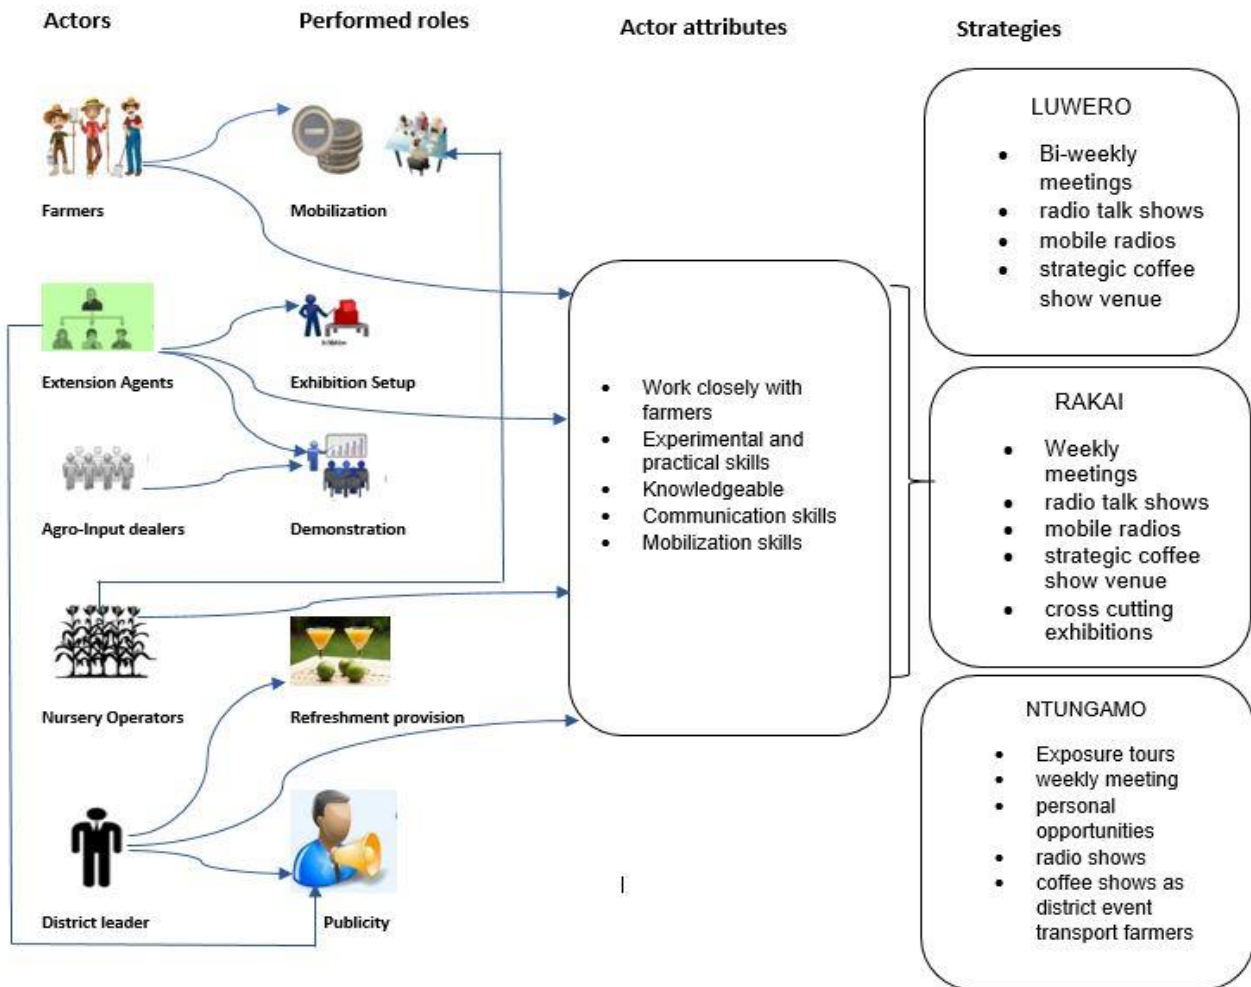 Actors
Performed roles
Actor attributes
Strategies
Farmers
Mobilization
Extension Agents
Exhibition Setup
Agro-Input dealers
Demonstration
Nursery Operators
Refreshment provision
District leader
Publicity
• Work closely with
farmers
• Experimental and
practical skills
• Knowledgeable
• Communication skills
• Mobilization skills
LUWERO
• Bi-weekly
meetings
• radio talk shows
• mobile radios
• strategic coffee
show venue
RAKAI
• Weekly
meetings
• radio talk shows
• mobile radios
• strategic coffee
show venue
• cross cutting
exhibitions
NTUNGAMO
• Exposure tours
• weekly meeting
• personal
opportunities
• radio shows
• coffee shows as
district event
transport farmers